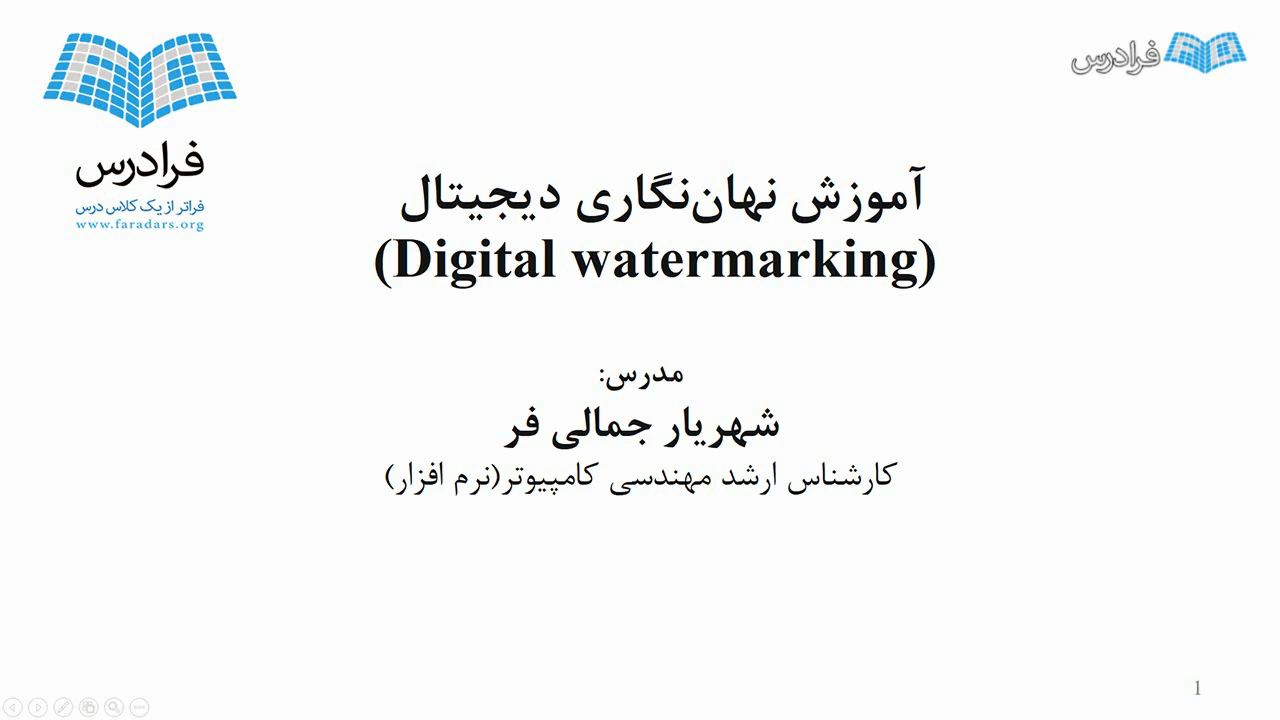 فرادرس
فراتر از یک کلاس درس
www.faradars.org
فرادرس
آموزش نهان‌نگاری دیجیتال
(Digital watermarking)
مدرس:
شهریار جمالی فر
کارشناس ارشد مهندسی کامپیوتر(نرم افزار)
1